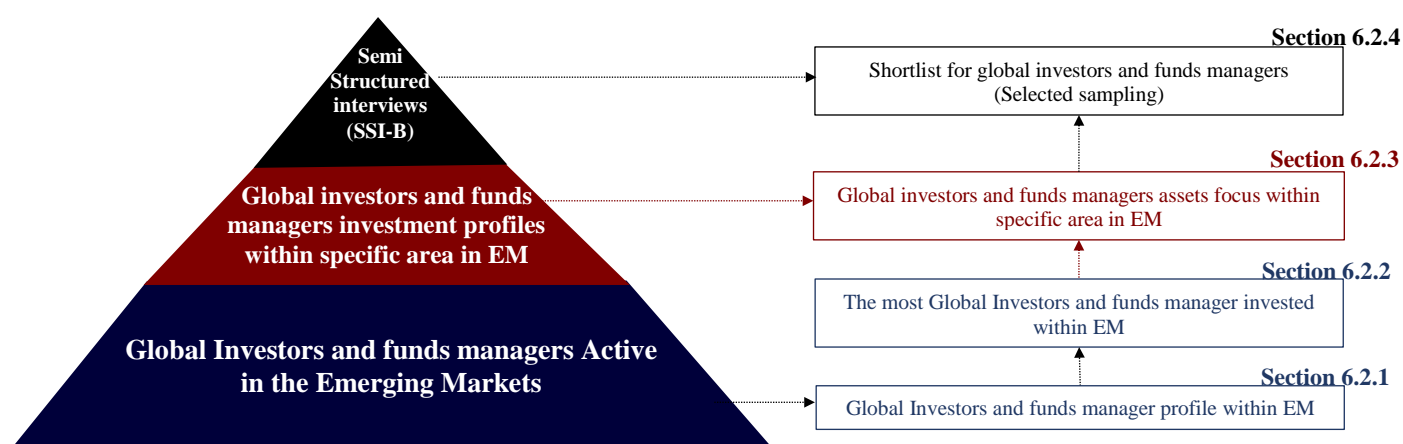 Semi
Structured
interviews
(SSI-B)
Global investors and funds
managers investment profiles
within specific area in EM
Global Investors and funds managers Active
in the Emerging Markets
Section 6.2.4
Shortlist for global investors and funds managers
(Selected sampling)
Section 6.2.3
Global investors and funds managers assets focus within
specific area in EM
Section 6.2.2
The most Global Investors and funds manager invested
within EM
Section 6.2.1
Global Investors and funds manager profile within EM